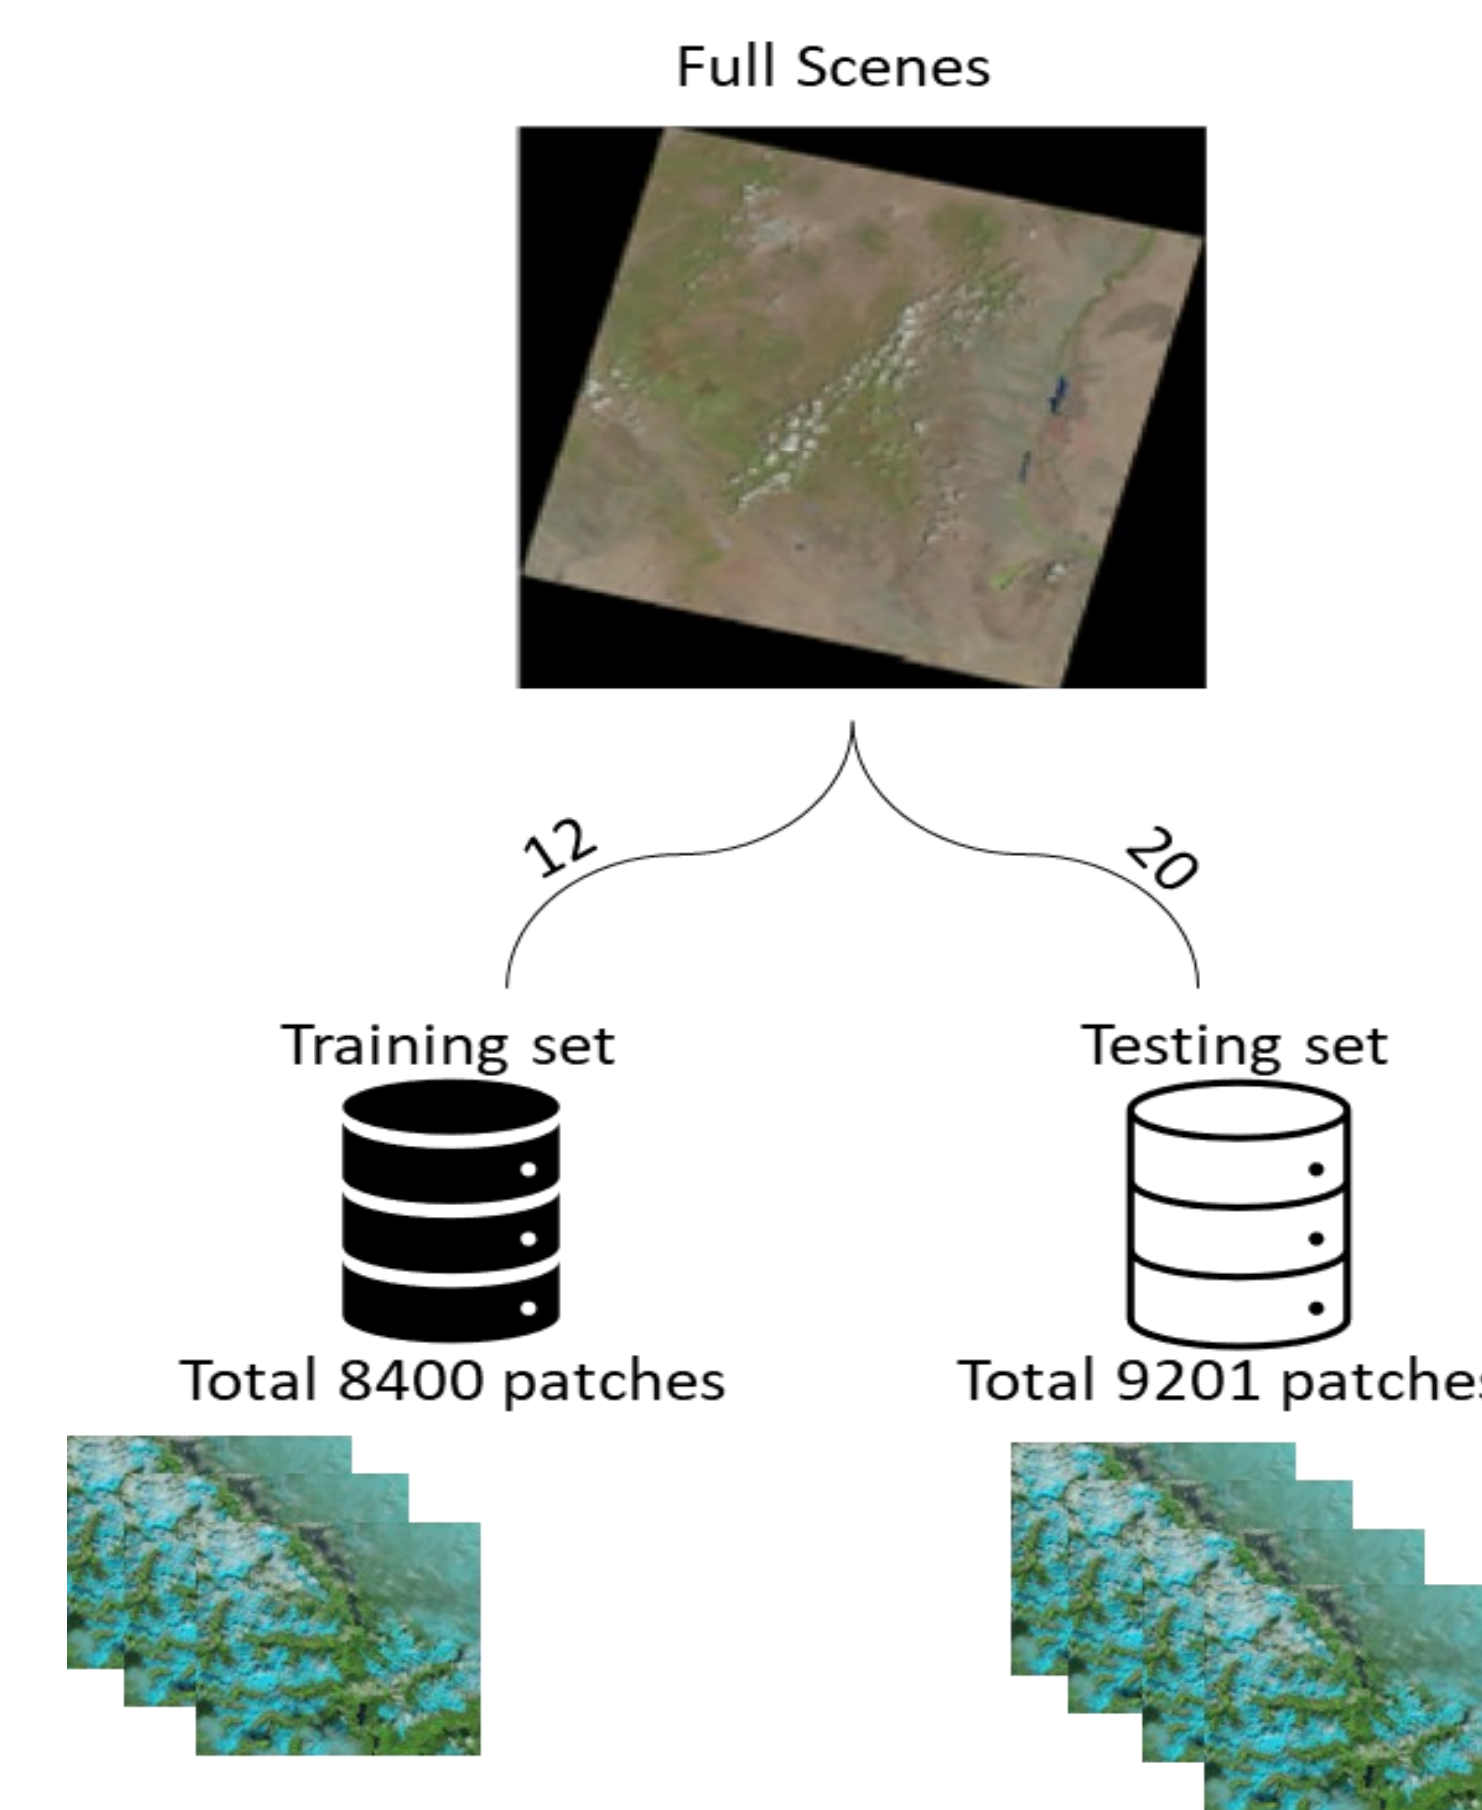 Full Scenes
12
20
Training set
Testing set
Total 8400 patches
Total 9201 patches